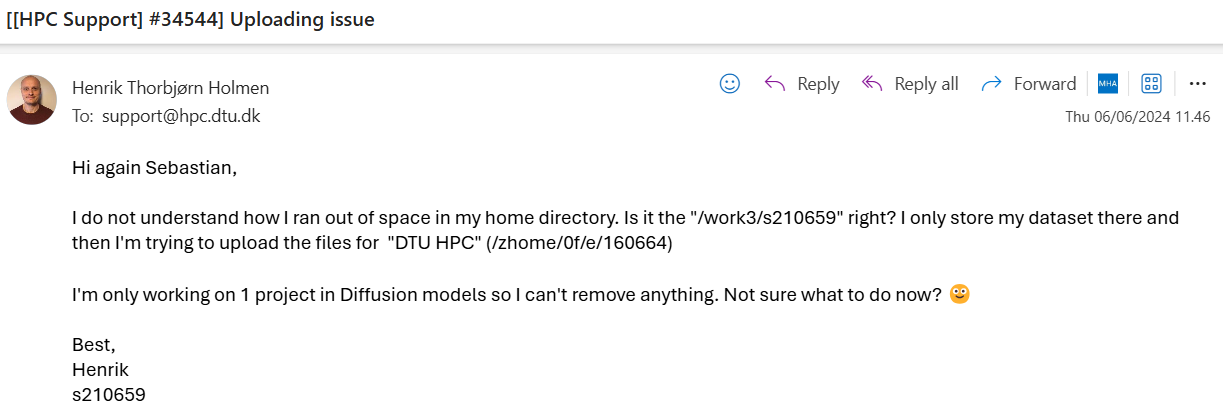 [[HPC Support] #34544] Uploading issue
Henrik Thorbjørn Holmen
To: support@hpc.dtu.dk
Reply
Reply all
Forward
MHA
Thu 06/06/2024 11.46
Hi again Sebastian,
I do not understand how I ran out of space in my home directory. Is it the "/work3/s210659" right? I only store my dataset there and
then I'm trying to upload the files for "DTU HPC" (/zhome/0f/e/160664)
I'm only working on 1 project in Diffusion models so I can't remove anything. Not sure what to do now? 🙂
Best,
Henrik
s210659